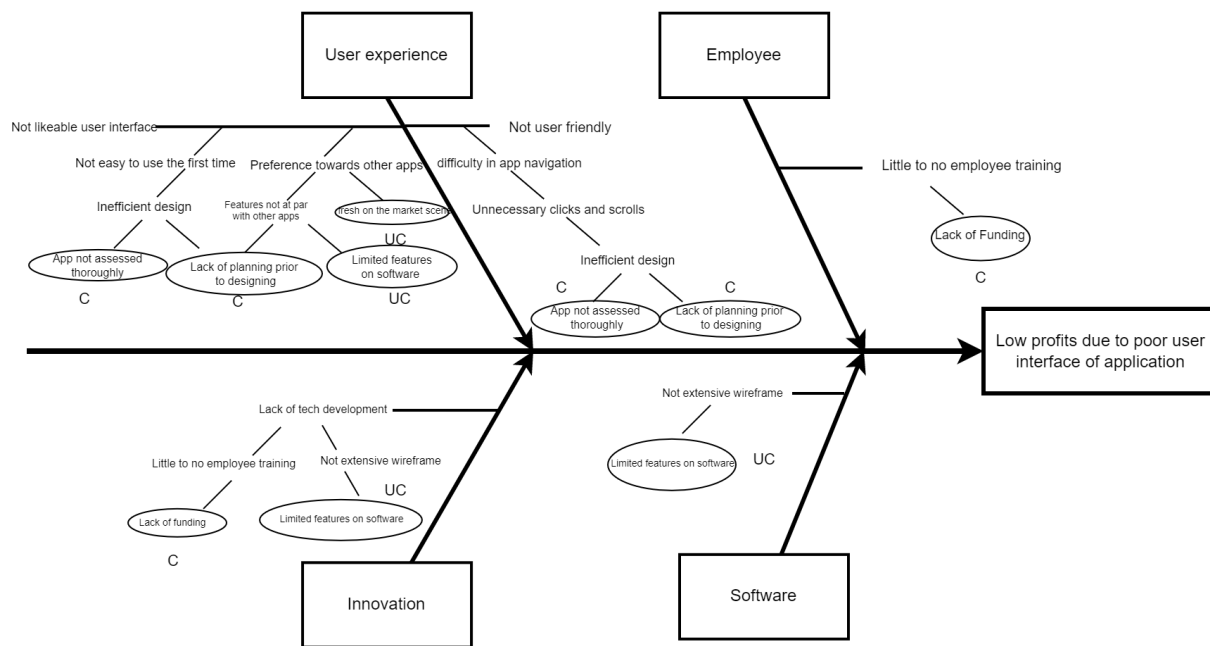 User experience
Employee
Not likeable user interface
Not user friendly
Not easy to use the first time
Preference towards other apps
difficulty in app navigation
Little to no employee training
Inefficient design
Features not at par
with other apps
fresh on the market scene
UC
Unnecessary clicks and scrolls
Lack of Funding
C
App not assessed
thoroughly
C
Lack of planning prior
to designing
C
Limited features
on software
UC
Inefficient design
C
C
App not assessed
thoroughly
Lack of planning prior
to designing
Low profits due to poor user
interface of application
Lack of tech development
Not extensive wireframe
Little to no employee training
Not extensive wireframe
UC
Limited features on software
UC
Lack of funding
C
Limited features on software
Innovation
Software